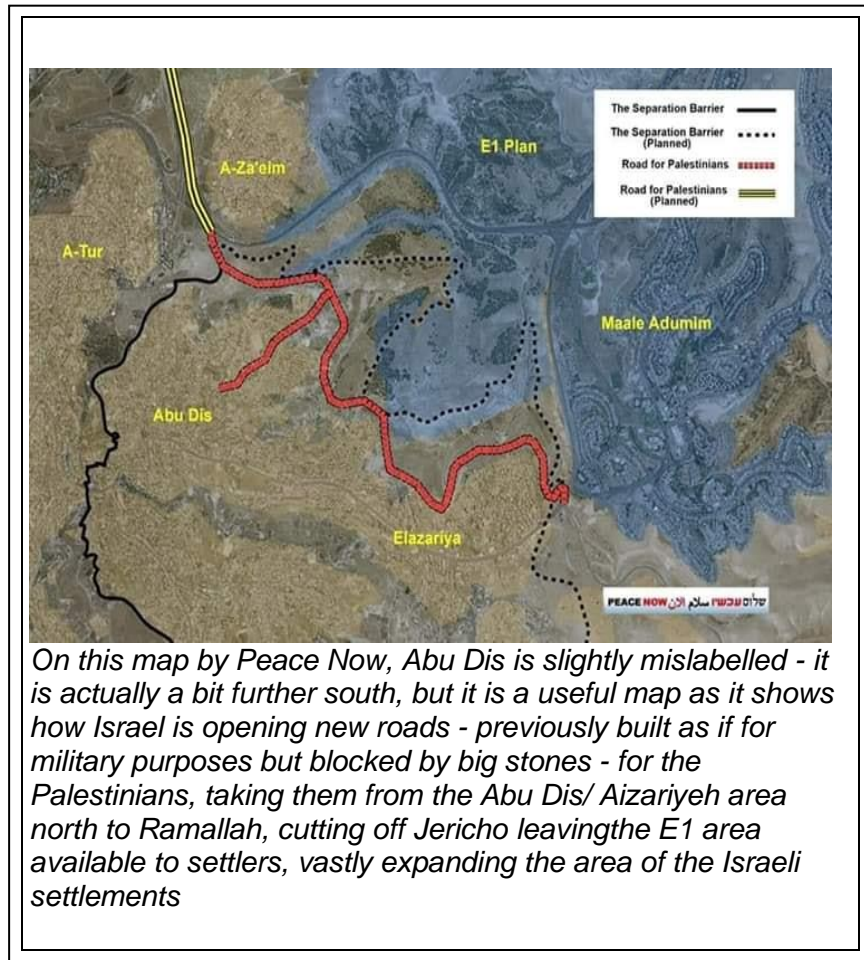 The Separation Barrier
The Separation Barrier
(Planned)
Road for Palestinians
Road for Palestinians
(Planned)
E1 Plan
A-Za'eim
A-Tur
Maale Adumim
Abu Dis
Elazariya
PEACE NOW السلام الان שלום עכשיו
On this map by Peace Now, Abu Dis is slightly mislabelled - it
is actually a bit further south, but it is a useful map as it shows
how Israel is opening new roads - previously built as if for
military purposes but blocked by big stones - for the
Palestinians, taking them from the Abu Dis/ Aizariyeh area
north to Ramallah, cutting off Jericho leavingthe E1 area
available to settlers, vastly expanding the area of the Israeli
settlements